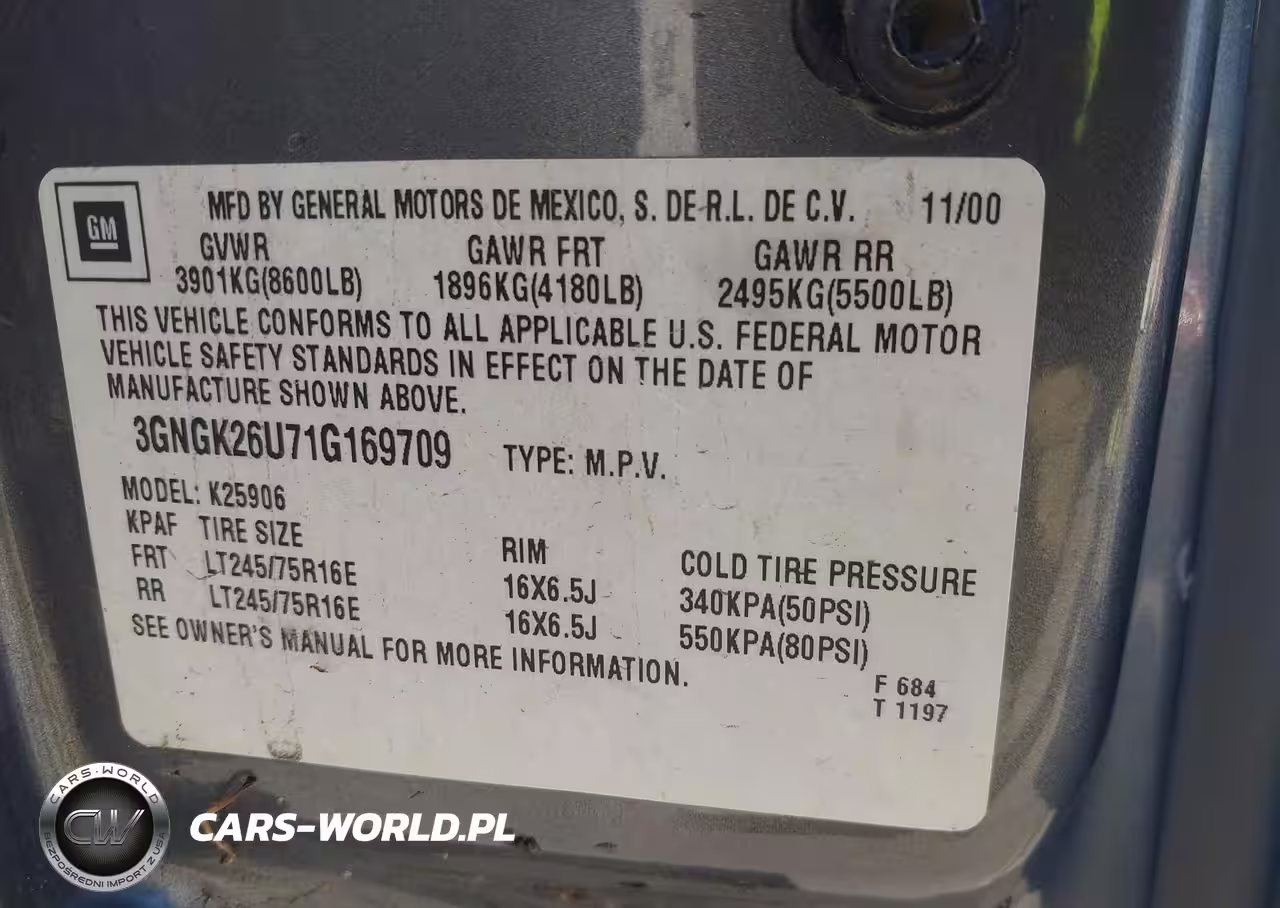 GM
MFD BY GENERAL MOTORS DE MEXICO, S. DE R.L. DE C.V. 11/00
GVWR GAWR FRT GAWR RR
3901KG(8600LB) 1896KG(4180LB) 2495KG(5500LB)
THIS VEHICLE CONFORMS TO ALL APPLICABLE U.S. FEDERAL MOTOR
VEHICLE SAFETY STANDARDS IN EFFECT ON THE DATE OF
MANUFACTURE SHOWN ABOVE.
3GNGK26U71G169709 TYPE: M.P.V.
MODEL: K25906
KPAF TIRE SIZE RIM COLD TIRE PRESSURE
FRT LT245/75R16E 16X6.5J 340KPA(50PSI)
RR LT245/75R16E 16X6.5J 550KPA(80PSI)
SEE OWNER'S MANUAL FOR MORE INFORMATION.
F 684
T 1197
CARS-WORLD
CW
BEZPOŚREDNI IMPORT Z USA
CARS-WORLD.PL